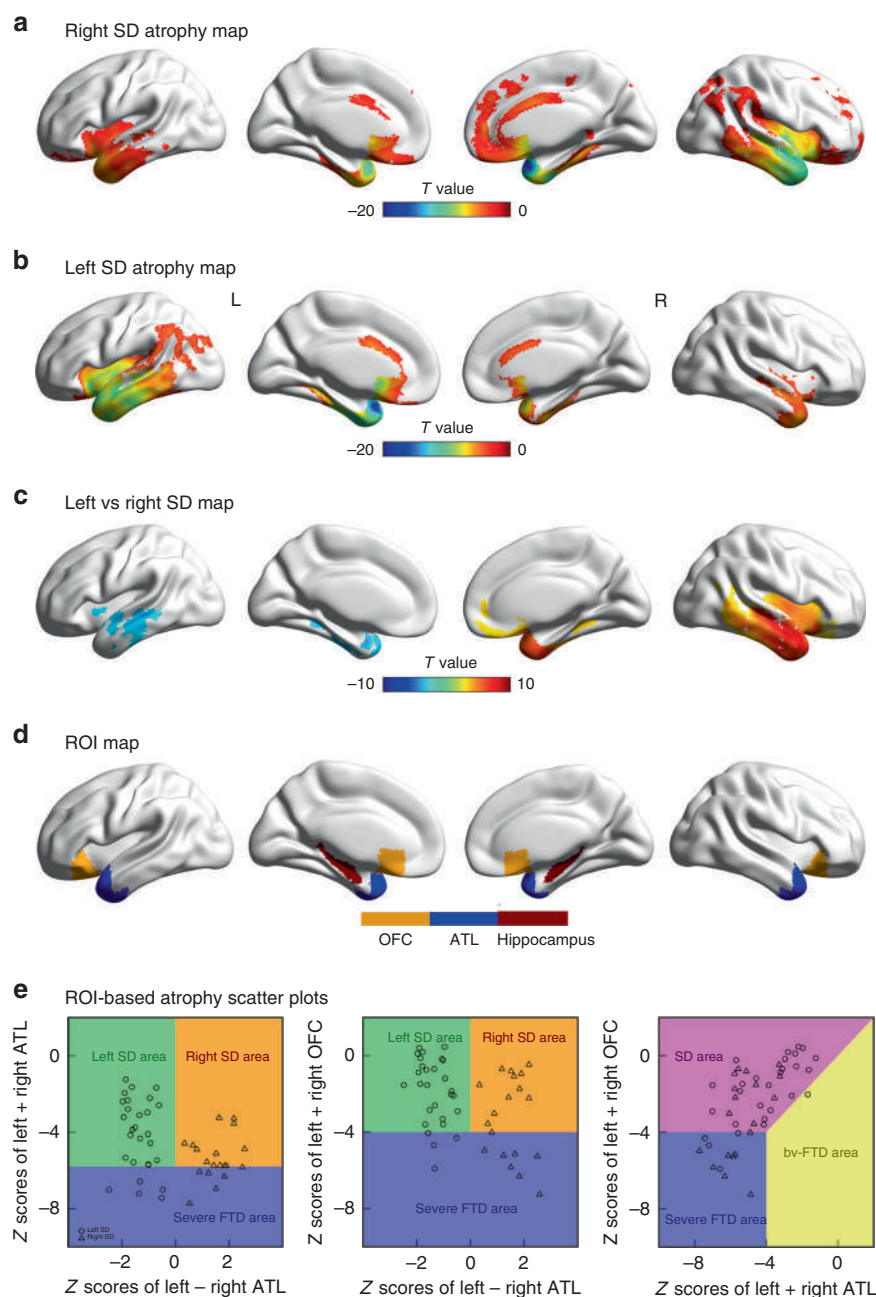 a
Right SD atrophy map
T value
–20 0
b
Left SD atrophy map
L R
T value
–20 0
c
Left vs right SD map
T value
–10 10
d
ROI map
OFC ATL Hippocampus
e
ROI-based atrophy scatter plots
Z scores of left + right ATL
0
–4
–8
Left SD area
Right SD area
Severe FTD area
Left SD
Right SD
–2 0 2
Z scores of left – right ATL
Z scores of left + right OFC
0
–4
–8
Left SD area
Right SD area
Severe FTD area
–2 0 2
Z scores of left – right ATL
Z scores of left + right OFC
0
–4
–8
SD area
bv-FTD area
Severe FTD area
–8 –4 0
Z scores of left + right ATL